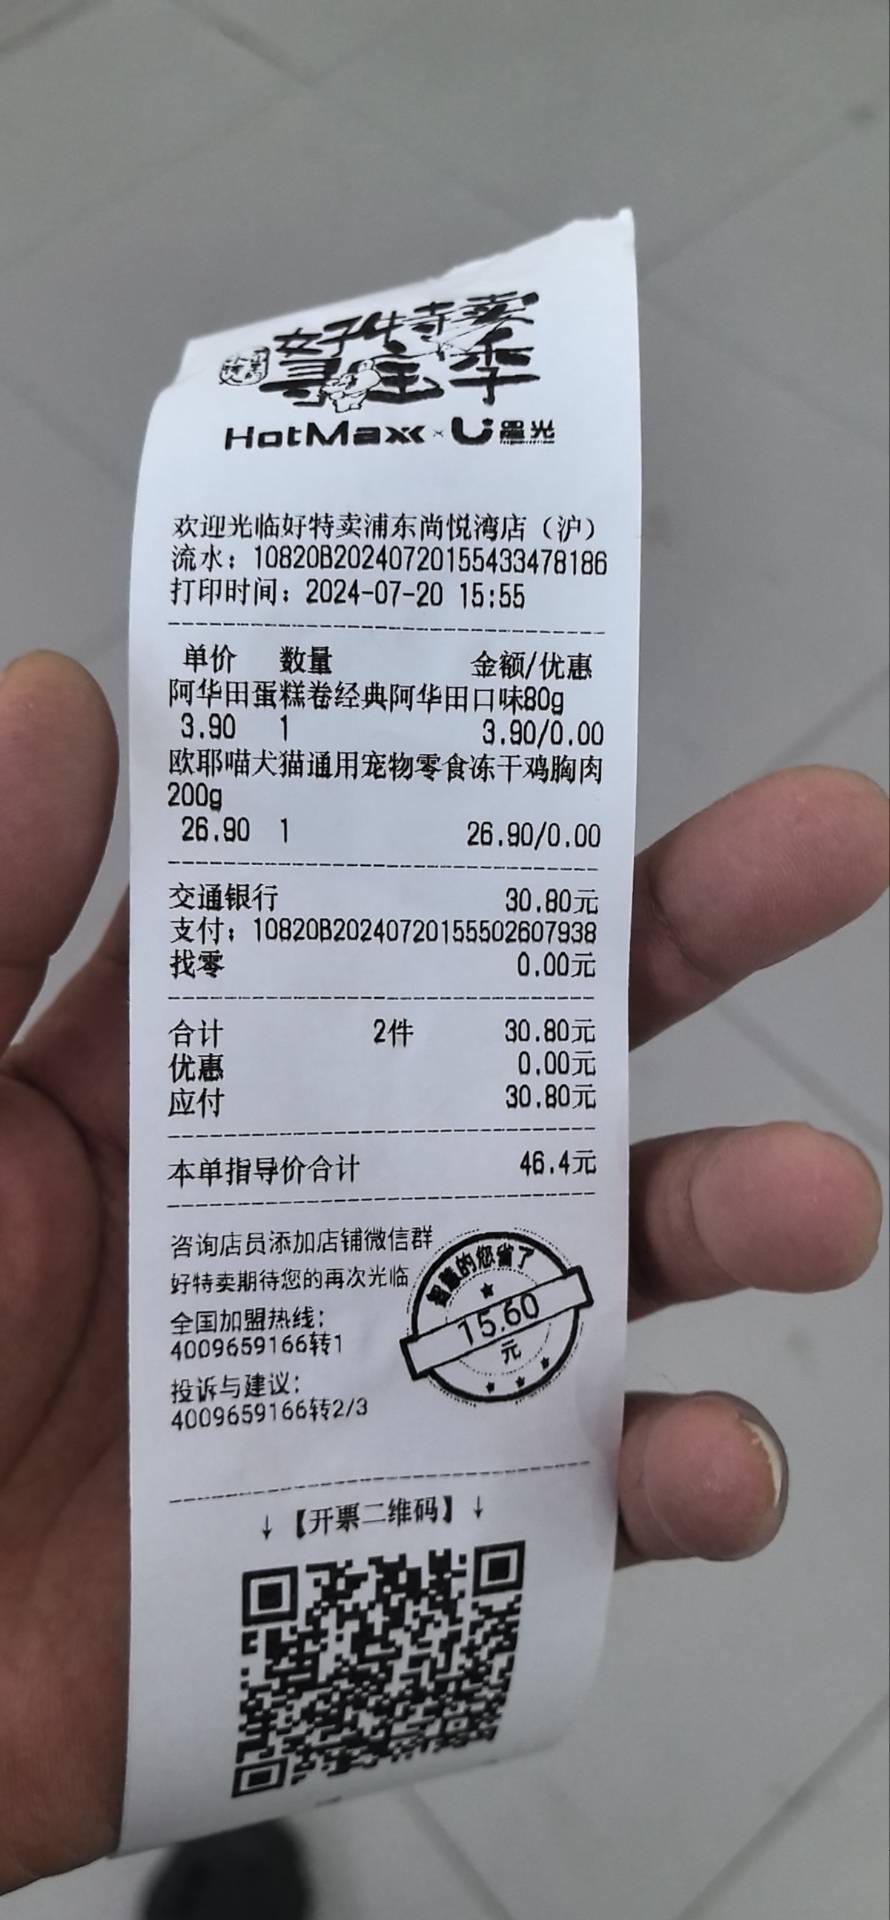 好特卖
寻宝季
HotMaxx × U 墨光
欢迎光临好特卖浦东尚悦湾店（沪）
流水：10820B20240720155433478186
打印时间：2024-07-20 15:55
单价 数量 金额/优惠
阿华田蛋糕卷经典阿华田口味80g
3.90 1 3.90/0.00
欧耶喵犬猫通用宠物零食冻干鸡胸肉
200g
26.90 1 26.90/0.00
交通银行 30.80元
支付：10820B20240720155502607938
找零 0.00元
合计 2件 30.80元
优惠 0.00元
应付 30.80元
本单指导价合计 46.4元
咨询店员添加店铺微信群
好特卖期待您的再次光临
全国加盟热线：
4009659166转1
投诉与建议：
4009659166转2/3
智慧的您省了
15.60
元
↓【开票二维码】↓